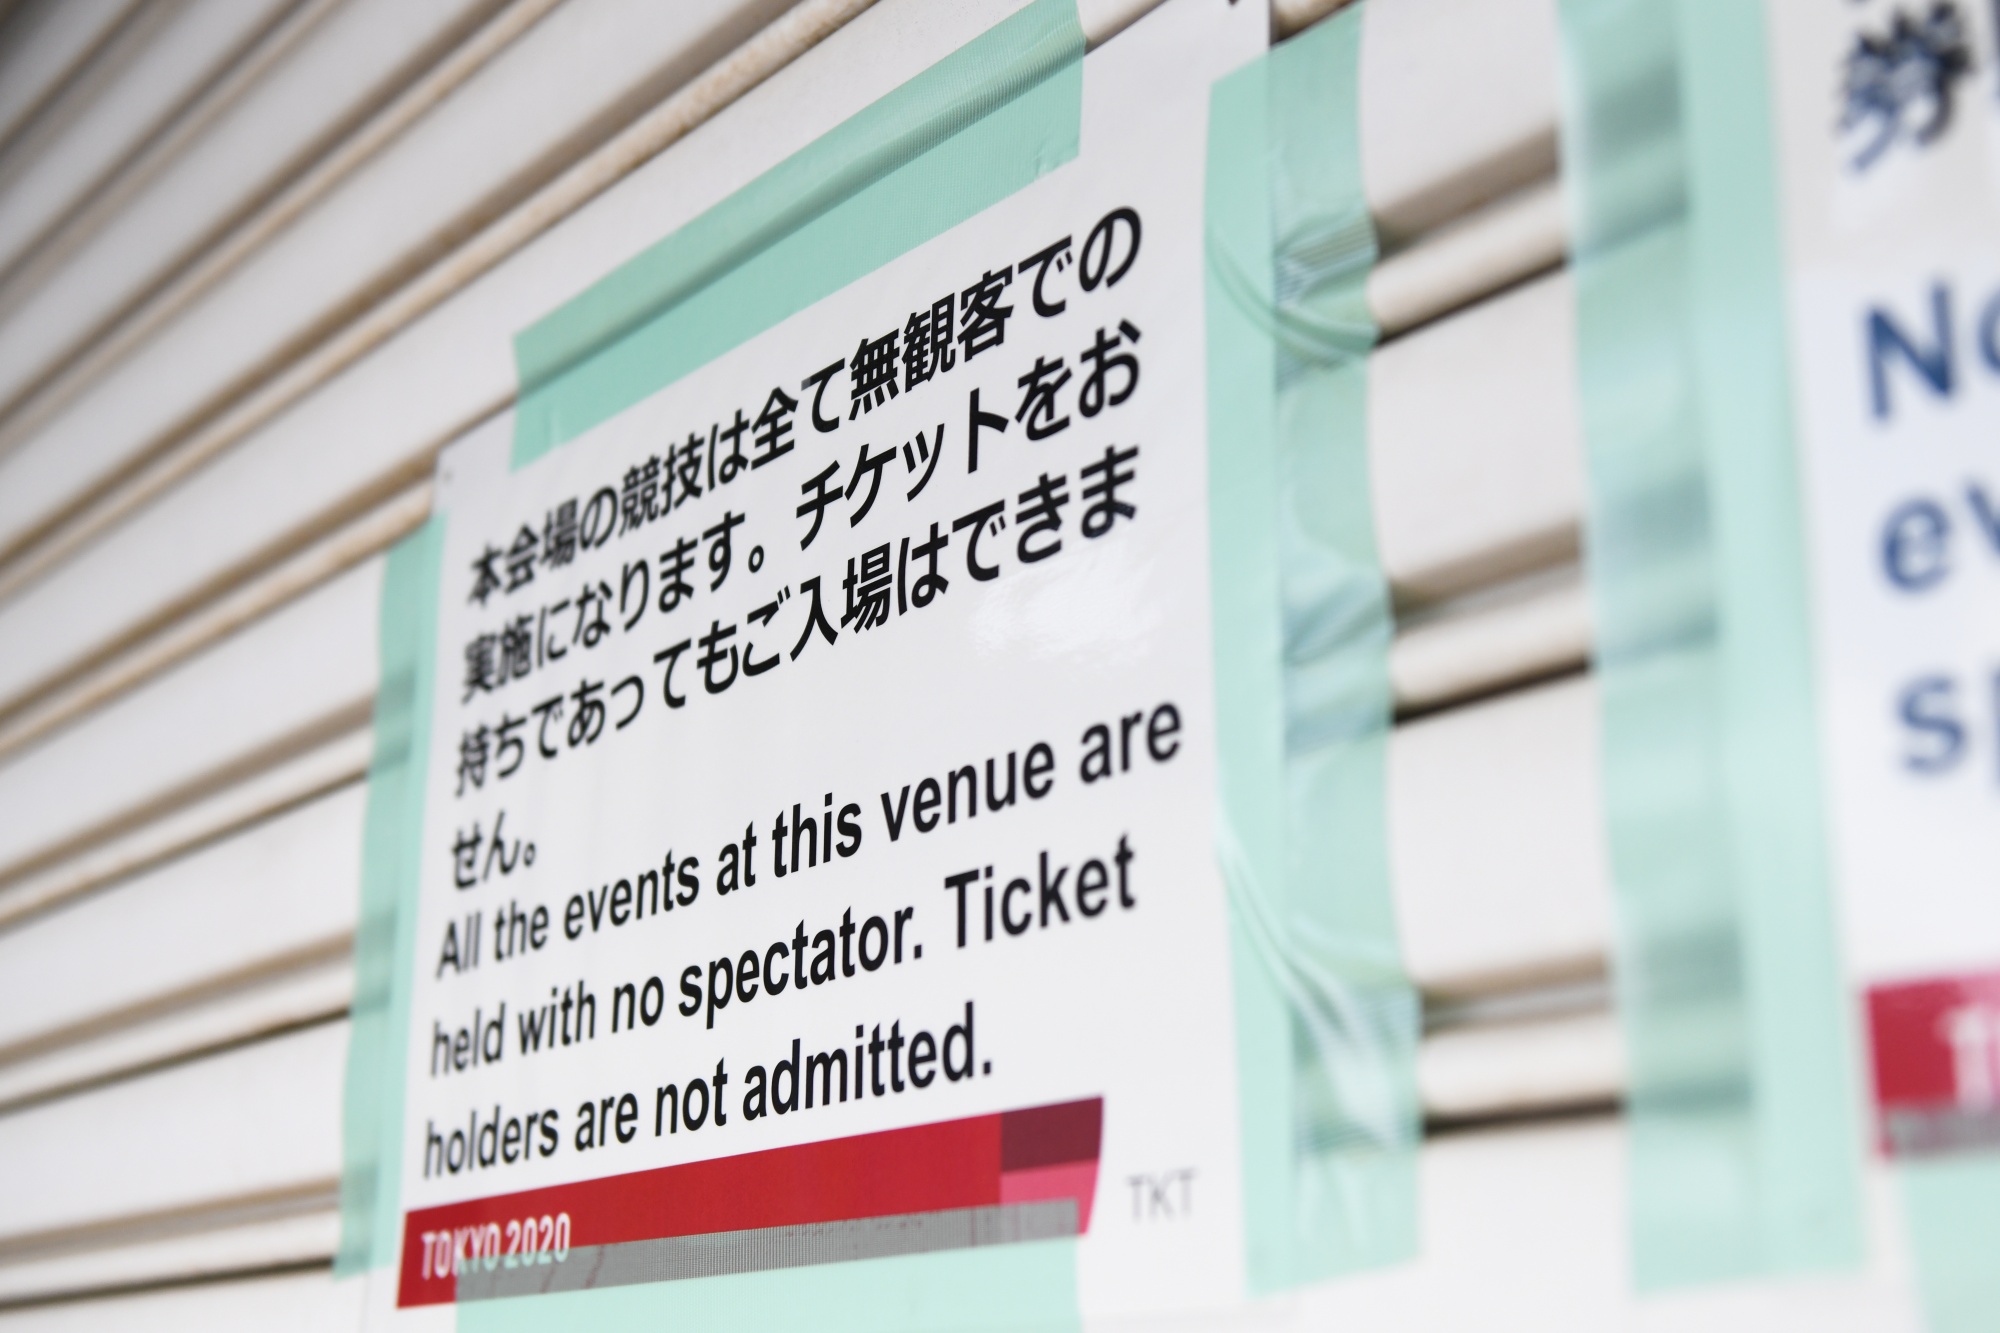 本会場の競技は全て無観客での
実施になります。チケットをお
持ちであってもご入場はできま
せん。
All the events at this venue are
held with no spectator. Ticket
holders are not admitted.
TOKYO 2020
TKT
券